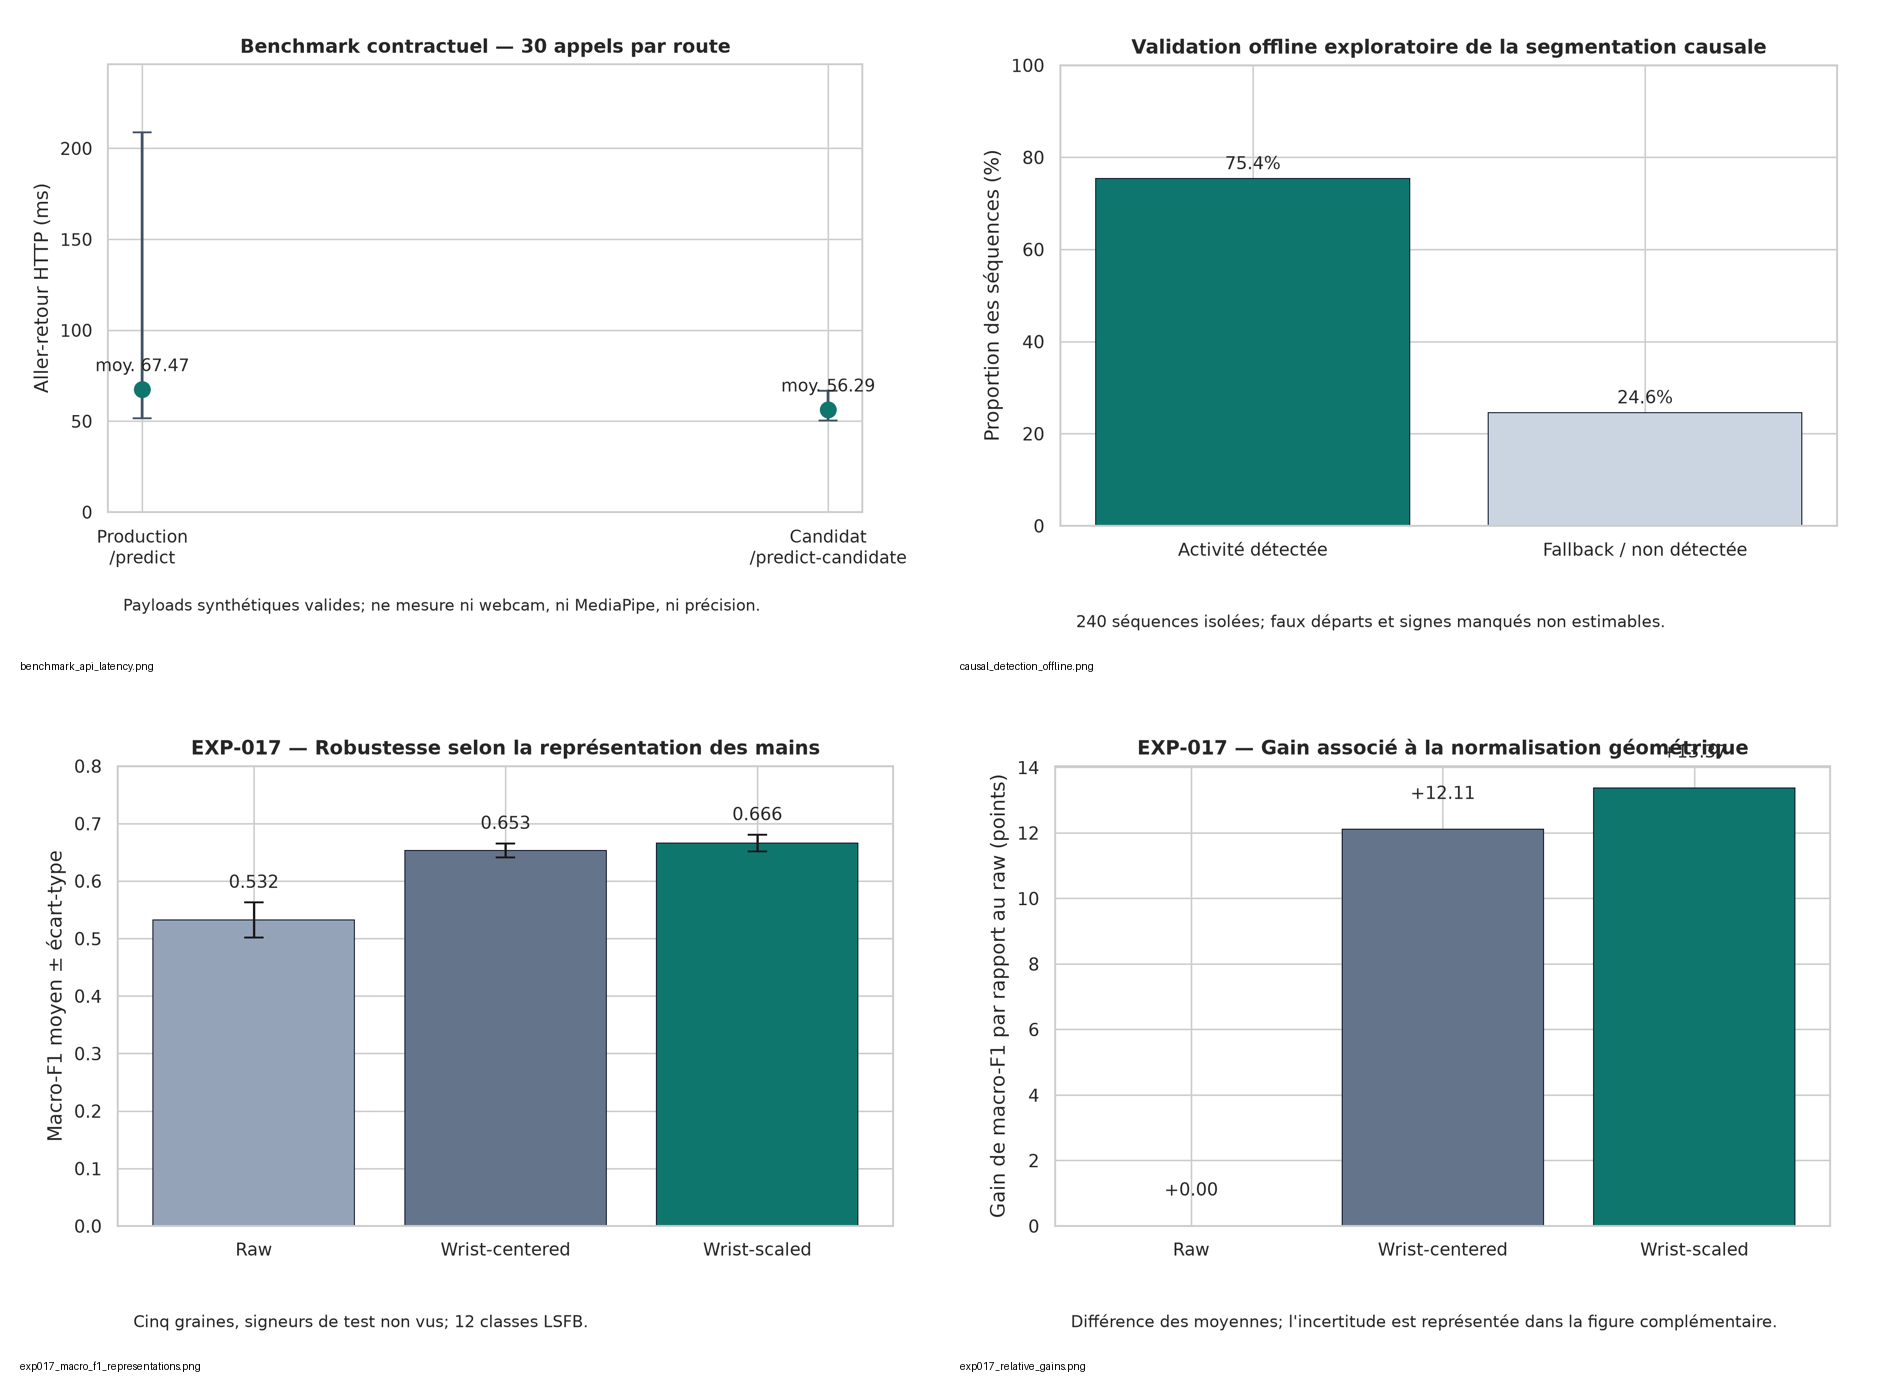 Benchmark contractuel — 30 appels par route
Aller-retour HTTP (ms)
200
150
100
50
0
moy. 67.47
moy. 56.29
Production
/predict
Candidat
/predict-candidate
Payloads synthétiques valides; ne mesure ni webcam, ni MediaPipe, ni précision.
benchmark_api_latency.png
Validation offline exploratoire de la segmentation causale
Proportion des séquences (%)
100
80
60
40
20
0
75.4%
24.6%
Activité détectée
Fallback / non détectée
240 séquences isolées; faux départs et signes manqués non estimables.
causal_detection_offline.png
EXP-017 — Robustesse selon la représentation des mains
Macro-F1 moyen ± écart-type
0.8
0.7
0.6
0.5
0.4
0.3
0.2
0.1
0.0
0.532
0.653
0.666
Raw
Wrist-centered
Wrist-scaled
Cinq graines, signeurs de test non vus; 12 classes LSFB.
exp017_macro_f1_representations.png
EXP-017 — Gain associé à la normalisation géométrique
+13.37
Gain de macro-F1 par rapport au raw (points)
14
12
10
8
6
4
2
0
+0.00
+12.11
Raw
Wrist-centered
Wrist-scaled
Différence des moyennes; l'incertitude est représentée dans la figure complémentaire.
exp017_relative_gains.png